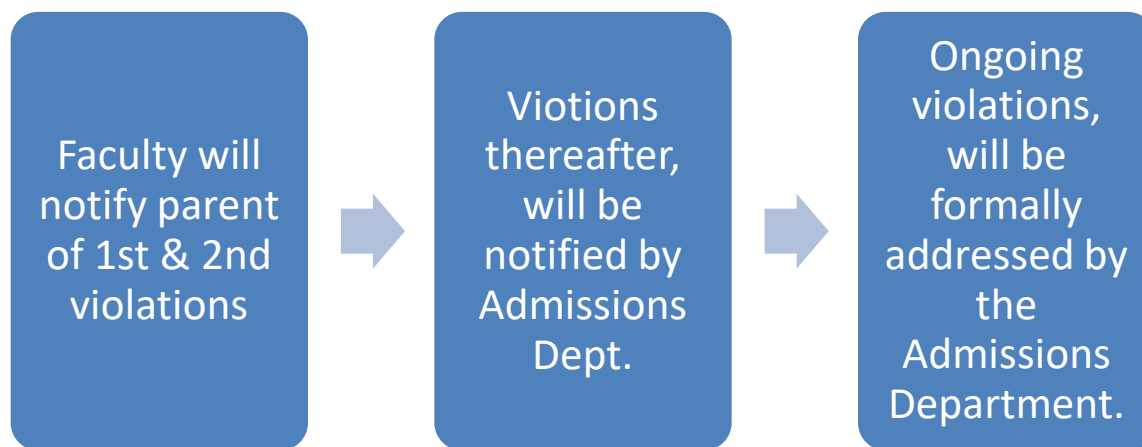 Faculty will
notify parent
of 1st & 2nd
violations
Viotions
thereafter,
will be
notified by
Admissions
Dept.
Ongoing
violations,
will be
formally
addressed by
the
Admissions
Department.